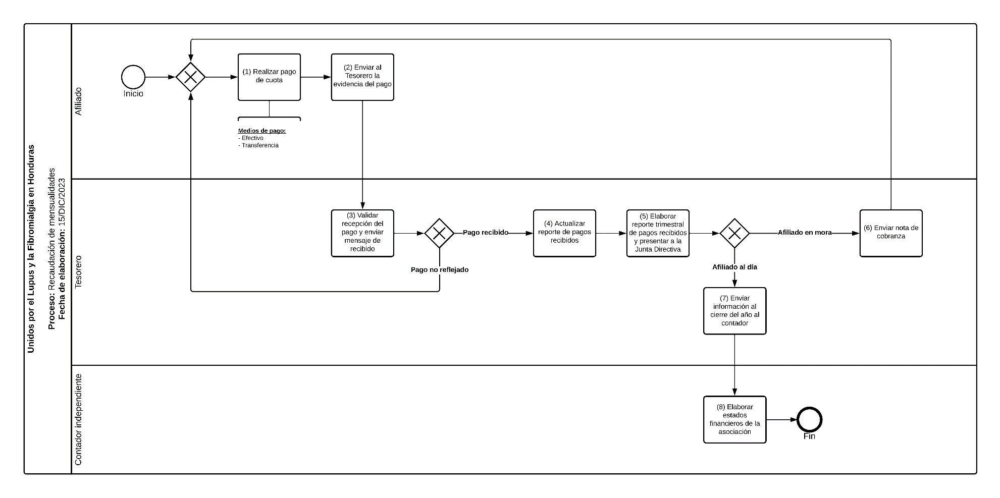 Unidos por el Lupus y la Fibromialgia en Honduras
Proceso: Recaudación de mensualidades
Fecha de elaboración: 15/DIC/2023
Afiliado
Inicio
(1) Realizar pago
de cuota
Medios de pago:
- Efectivo
- Transferencia
(2) Enviar al
Tesorero la
evidencia del pago
Tesorero
(3) Validar
recepción del
pago y enviar
mensaje de
recibido
Pago recibido
Pago no reflejado
(4) Actualizar
reporte de pagos
recibidos
(5) Elaborar
reporte trimestral
de pagos recibidos
y presentar a la
Junta Directiva
Afiliado en mora
Afiliado al día
(6) Enviar nota de
cobranza
(7) Enviar
información al
cierre del año al
contador
Contador independiente
(8) Elaborar
estados
financieros de la
asociación
Fin